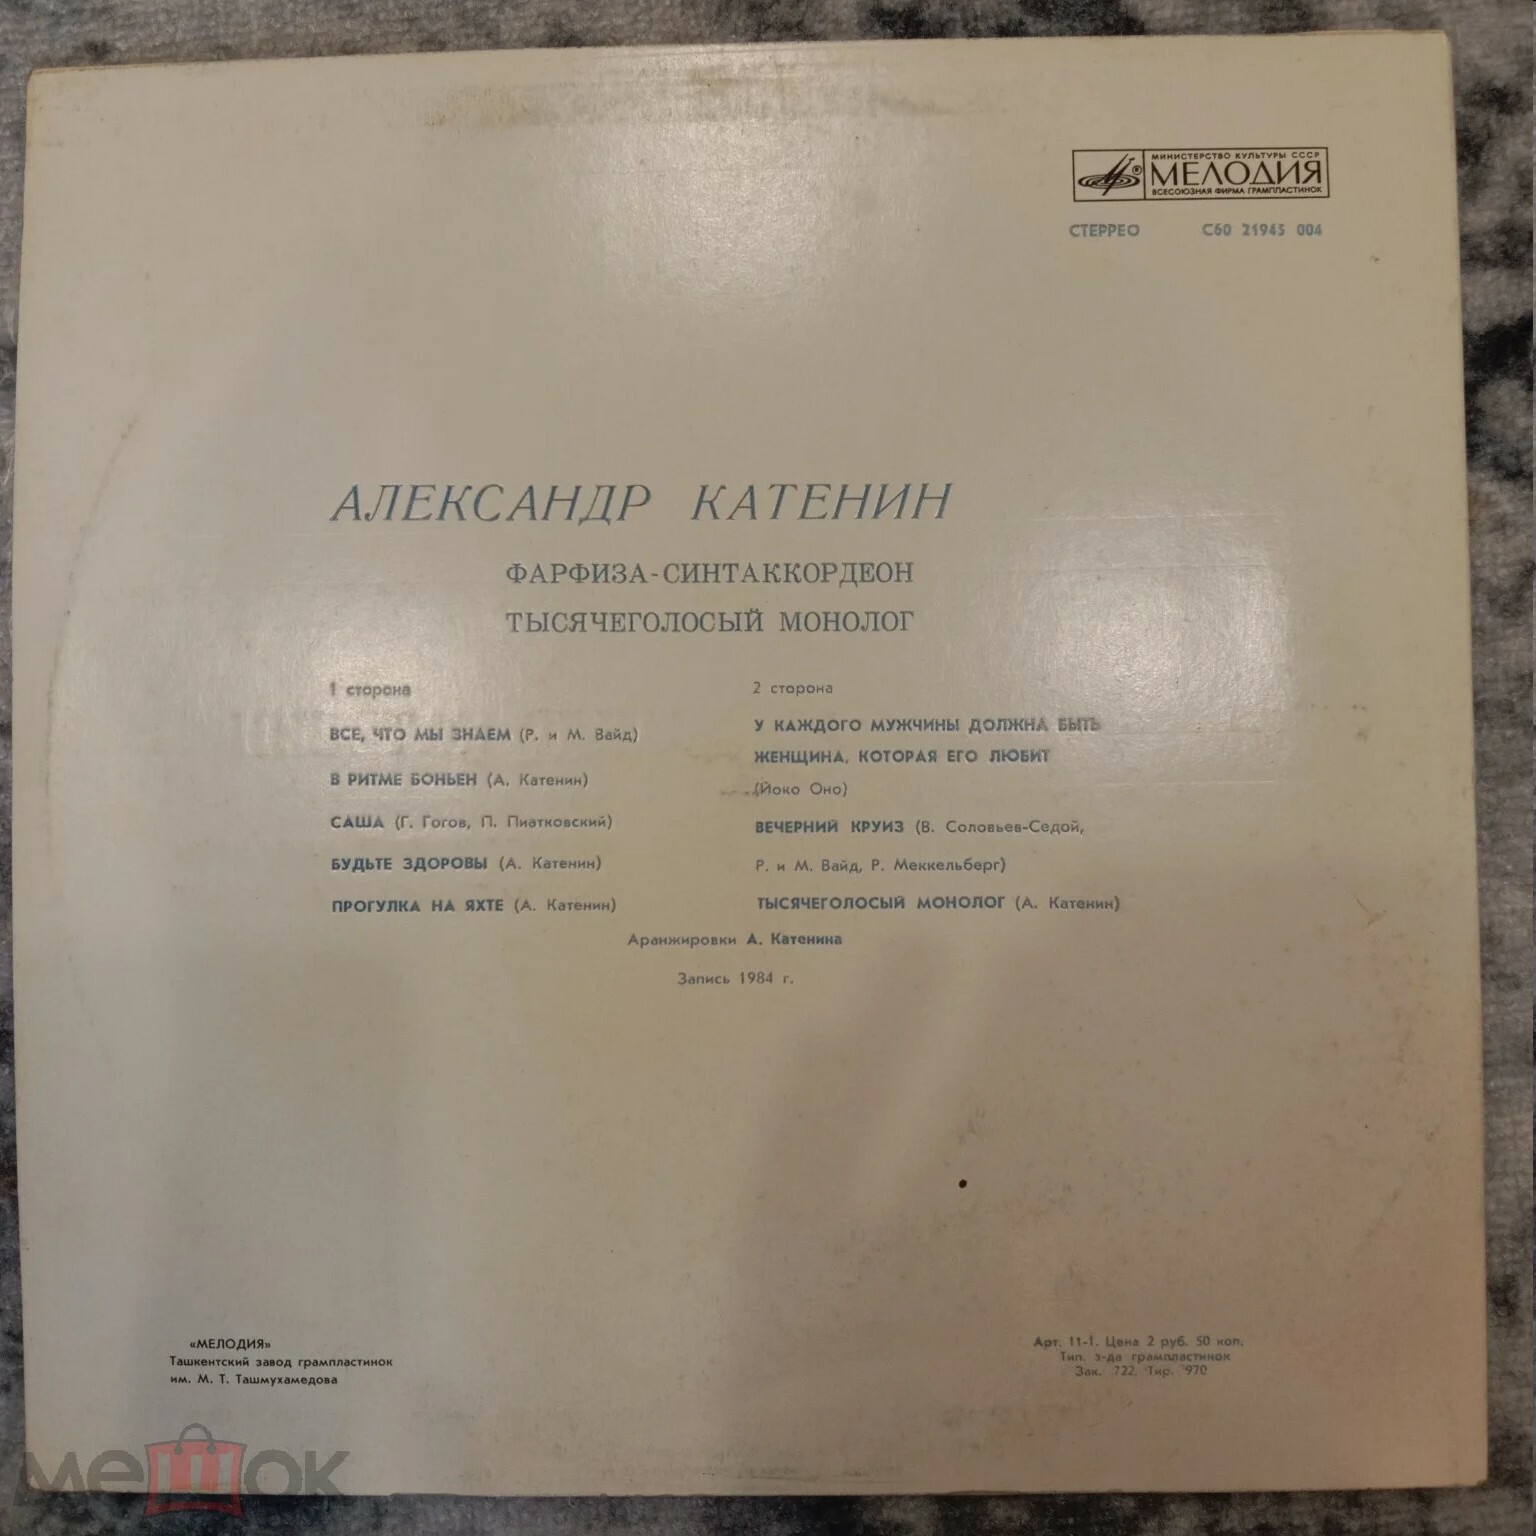 МИНИСТЕРСТВО КУЛЬТУРЫ СССР
МЕЛОДИЯ
ВСЕСОЮЗНАЯ ФИРМА ГРАМПЛАСТИНОК
СТЕРРЕО С60 21945 004
АЛЕКСАНДР КАТЕНИН
ФАРФИЗА-СИНТАККОРДЕОН
ТЫСЯЧЕГОЛОСЫЙ МОНОЛОГ
1 сторона
ВСЕ, ЧТО МЫ ЗНАЕМ (Р. и М. Вайд)
В РИТМЕ БОНЬЕН (А. Катенин)
САША (Г. Гогов, П. Пиатковский)
БУДЬТЕ ЗДОРОВЫ (А. Катенин)
ПРОГУЛКА НА ЯХТЕ (А. Катенин)
2 сторона
У КАЖДОГО МУЖЧИНЫ ДОЛЖНА БЫТЬ
ЖЕНЩИНА, КОТОРАЯ ЕГО ЛЮБИТ
(Йоко Оно)
ВЕЧЕРНИЙ КРУИЗ (В. Соловьев-Седой,
Р. и М. Вайд, Р. Меккельберг)
ТЫСЯЧЕГОЛОСЫЙ МОНОЛОГ (А. Катенин)
Аранжировки А. Катенина
Запись 1984 г.
«МЕЛОДИЯ»
Ташкентский завод грампластинок
им. М. Т. Ташмухамедова
Арт. 11-1. Цена 2 руб. 50 коп.
Тип. з-да грампластинок
Зак. 722. Тир. 970
мешок